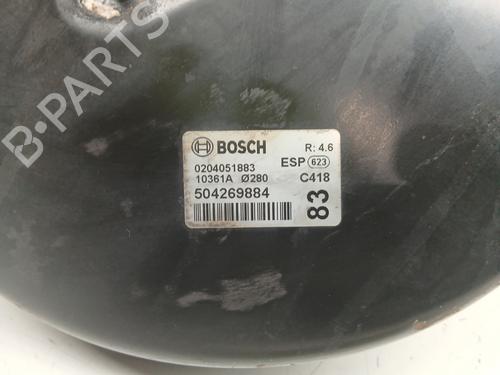 BOSCH R: 4.6
0204051883 ESP 623
10361A Ø280 C418
504269884
83
B-PARTS